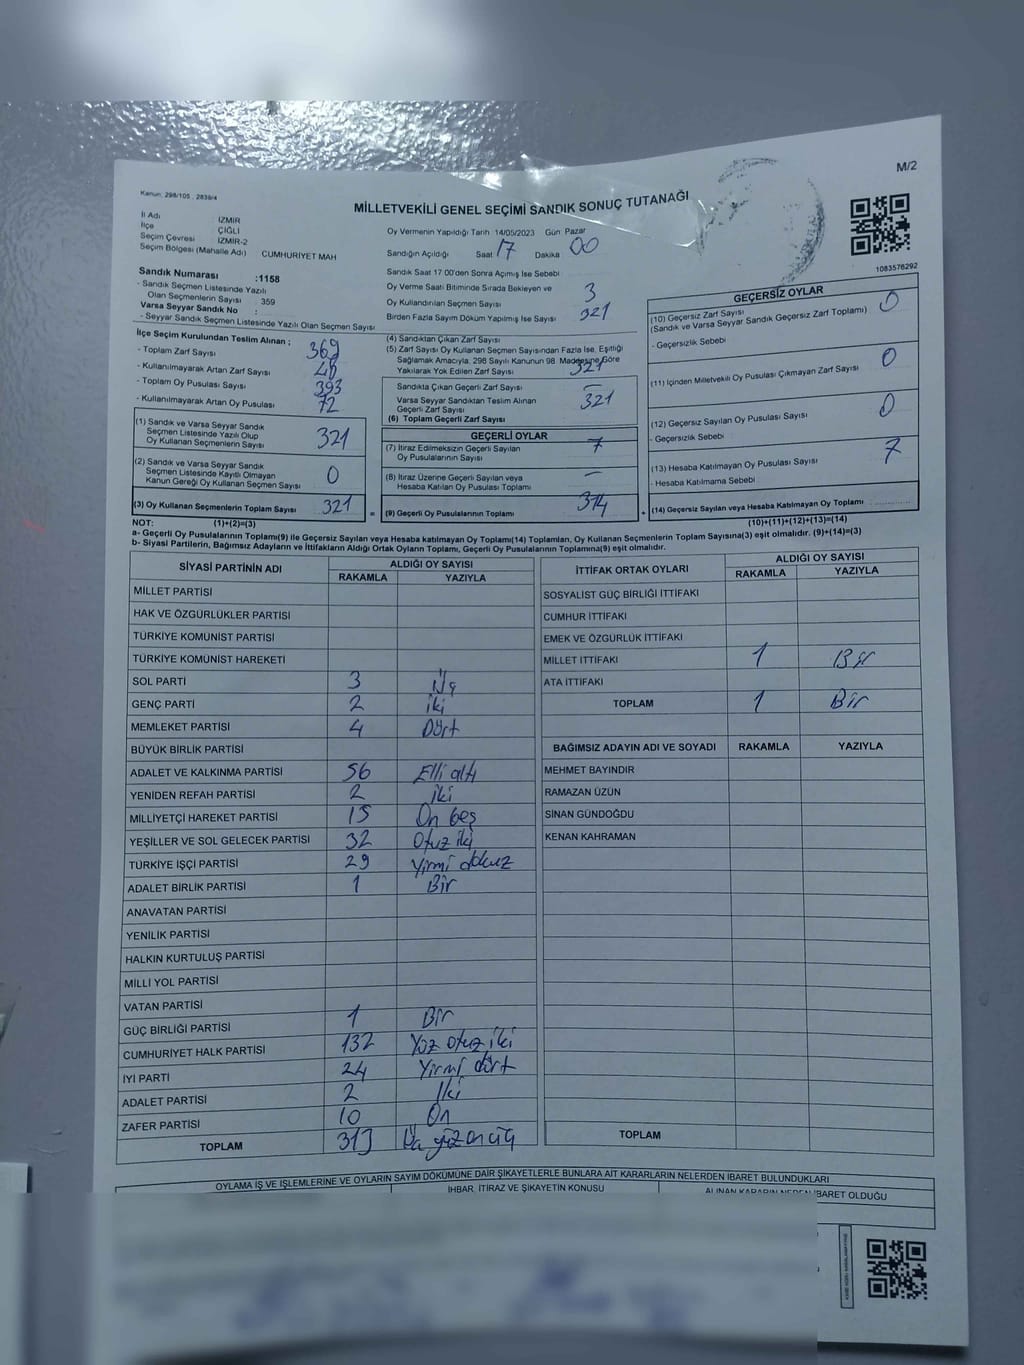 Kanun, 298/105, 2839/4
M/2
MİLLETVEKİLİ GENEL SEÇİMİ SANDIK SONUÇ TUTANAĞI
İl Adı İZMİR
İlçe ÇİĞLİ
Seçim Çevresi İZMİR-2
Seçim Bölgesi (Mahalle Adı) CUMHURİYET MAH
Sandık Numarası :1158
- Sandık Seçmen Listesinde Yazılı
Olan Seçmenlerin Sayısı : 359
Varsa Seyyar Sandık No :
- Seyyar Sandık Seçmen Listesinde Yazılı Olan Seçmen Sayısı
Oy Vermenin Yapıldığı Tarih 14/05/2023 Gün Pazar
Sandığın Açıldığı Saat 17 Dakika 00
Sandık Saat 17 00'den Sonra Açımış İse Sebebi
Oy Verme Saati Bitiminde Sırada Bekleyen ve 3
Oy Kullandırılan Seçmen Sayısı 321
Birden Fazla Sayım Döküm Yapılmış İse Sayısı
1083576292
İlçe Seçim Kurulundan Teslim Alınan ;
- Toplam Zarf Sayısı 369
- Kullanılmayarak Artan Zarf Sayısı 48
- Toplam Oy Pusulası Sayısı 393
- Kullanılmayarak Artan Oy Pusulası 72
(1) Sandık ve Varsa Seyyar Sandık
Seçmen Listesinde Yazılı Olup
Oy Kullanan Seçmenlerin Sayısı 321
(2) Sandık ve Varsa Seyyar Sandık
Seçmen Listesinde Kayıtlı Olmayan
Kanun Gereği Oy Kullanan Seçmen Sayısı 0
(3) Oy Kullanan Seçmenlerin Toplam Sayısı 321
(4) Sandıktan Çıkan Zarf Sayısı
(5) Zarf Sayısı Oy Kullanan Seçmen Sayısından Fazla İse, Eşitliği
Sağlamak Amacıyla, 298 Sayılı Kanunun 98. Maddesine Göre
Yakılarak Yok Edilen Zarf Sayısı 321
Sandıkta Çıkan Geçerli Zarf Sayısı –
Varsa Seyyar Sandıktan Teslim Alınan
Geçerli Zarf Sayısı 321
(6) Toplam Geçerli Zarf Sayısı
GEÇERLİ OYLAR
(7) İtiraz Edilmeksizin Geçerli Sayılan
Oy Pusulalarının Sayısı 7
(8) İtiraz Üzerine Geçerli Sayılan veya
Hesaba Katılan Oy Pusulası Toplamı –
= (9) Geçerli Oy Pusulalarının Toplamı 314
GEÇERSİZ OYLAR
(10) Geçersiz Zarf Sayısı 0
(Sandık ve Varsa Seyyar Sandık Geçersiz Zarf Toplamı)
- Geçersizlik Sebebi
(11) İçinden Milletvekili Oy Pusulası Çıkmayan Zarf Sayısı 0
(12) Geçersiz Sayılan Oy Pusulası Sayısı 0
- Geçersizlik Sebebi
(13) Hesaba Katılmayan Oy Pusulası Sayısı 7
- Hesaba Katılmama Sebebi
+ (14) Geçersiz Sayılan veya Hesaba Katılmayan Oy Toplamı
NOT: (1)+(2)=(3)
(10)+(11)+(12)+(13)=(14)
a- Geçerli Oy Pusulalarının Toplamı(9) ile Geçersiz Sayılan veya Hesaba katılmayan Oy Toplamı(14) Toplamları, Oy Kullanan Seçmenlerin Toplam Sayısına(3) eşit olmalıdır. (9)+(14)=(3)
b- Siyasi Partilerin, Bağımsız Adayların ve İttifakların Aldığı Ortak Oyların Toplamı, Geçerli Oy Pusulalarının Toplamına(9) eşit olmalıdır.
SİYASİ PARTİNİN ADI
ALDIĞI OY SAYISI
RAKAMLA YAZIYLA
MİLLET PARTİSİ
HAK VE ÖZGÜRLÜKLER PARTİSİ
TÜRKİYE KOMÜNİST PARTİSİ
TÜRKİYE KOMÜNİST HAREKETİ
SOL PARTİ 3 Üç
GENÇ PARTİ 2 İki
MEMLEKET PARTİSİ 4 Dört
BÜYÜK BİRLİK PARTİSİ
ADALET VE KALKINMA PARTİSİ 56 Elli altı
YENİDEN REFAH PARTİSİ 2 iki
MİLLİYETÇİ HAREKET PARTİSİ 15 On beş
YEŞİLLER VE SOL GELECEK PARTİSİ 32 Otuz iki
TÜRKİYE İŞÇİ PARTİSİ 29 Yirmi dokuz
ADALET BİRLİK PARTİSİ 1 Bir
ANAVATAN PARTİSİ
YENİLİK PARTİSİ
HALKIN KURTULUŞ PARTİSİ
MİLLİ YOL PARTİSİ
VATAN PARTİSİ
GÜÇ BİRLİĞİ PARTİSİ 1 Bir
CUMHURİYET HALK PARTİSİ 132 Yüz otuz iki
İYİ PARTİ 24 Yirmi dört
ADALET PARTİSİ 2 İki
ZAFER PARTİSİ 10 On
TOPLAM 313 Üç yüz on üç
İTTİFAK ORTAK OYLARI
ALDIĞI OY SAYISI
RAKAMLA YAZIYLA
SOSYALİST GÜÇ BİRLİĞİ İTTİFAKI
CUMHUR İTTİFAKI
EMEK VE ÖZGÜRLÜK İTTİFAKI
MİLLET İTTİFAKI 1 Bir
ATA İTTİFAKI
TOPLAM 1 Bir
BAĞIMSIZ ADAYIN ADI VE SOYADI RAKAMLA YAZIYLA
MEHMET BAYINDIR
RAMAZAN ÜZÜN
SİNAN GÜNDOĞDU
KENAN KAHRAMAN
TOPLAM
OYLAMA İŞ VE İŞLEMLERİNE VE OYLARIN SAYIM DÖKÜMÜNE DAİR ŞİKAYETLERLE BUNLARA AİT KARARLARIN NELERDEN İBARET BULUNDUKLARI
İHBAR, İTİRAZ VE ŞİKAYETİN KONUSU
ALINAN KARARIN NEDEN İBARET OLDUĞU